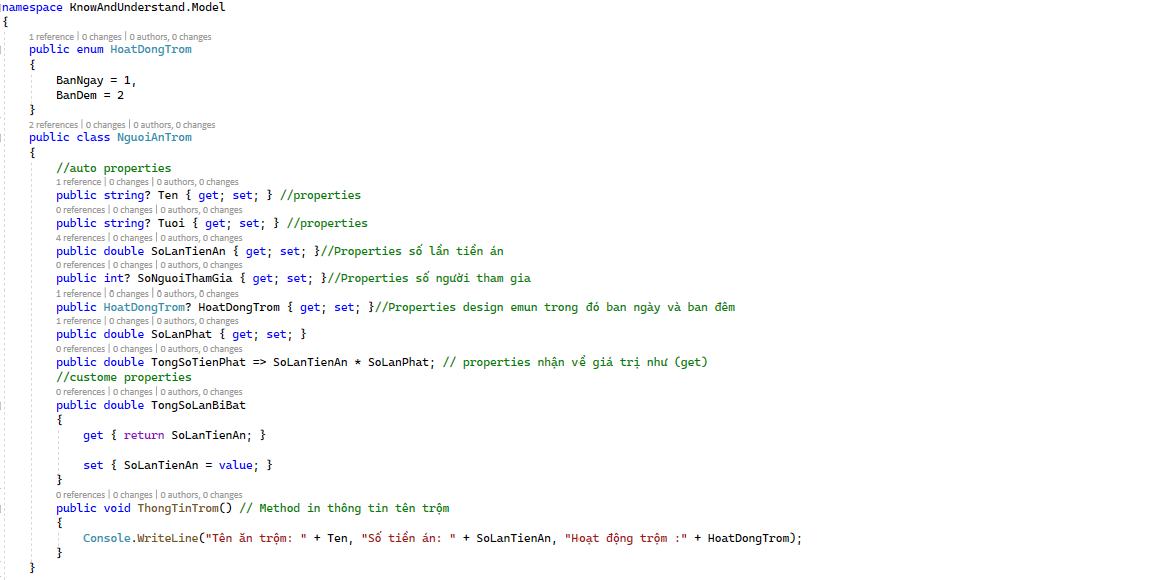 namespace KnowAndUnderstand.Model
{
1 reference | 0 changes | 0 authors, 0 changes
public enum HoatDongTrom
{
BanNgay = 1,
BanDem = 2
}
2 references | 0 changes | 0 authors, 0 changes
public class NguoiAnTrom
{
//auto properties
1 reference | 0 changes | 0 authors, 0 changes
public string? Ten { get; set; } //properties
0 references | 0 changes | 0 authors, 0 changes
public string? Tuoi { get; set; } //properties
4 references | 0 changes | 0 authors, 0 changes
public double SoLanTienAn { get; set; }//Properties số lần tiền án
0 references | 0 changes | 0 authors, 0 changes
public int? SoNguoiThamGia { get; set; }//Properties số người tham gia
1 reference | 0 changes | 0 authors, 0 changes
public HoatDongTrom? HoatDongTrom { get; set; }//Properties design emun trong đó ban ngày và ban đêm
1 reference | 0 changes | 0 authors, 0 changes
public double SoLanPhat { get; set; }
0 references | 0 changes | 0 authors, 0 changes
public double TongSoTienPhat => SoLanTienAn * SoLanPhat; // properties nhận về giá trị như (get)
//custome properties
0 references | 0 changes | 0 authors, 0 changes
public double TongSoLanBiBat
{
get { return SoLanTienAn; }
set { SoLanTienAn = value; }
}
0 references | 0 changes | 0 authors, 0 changes
public void ThongTinTrom() // Method in thông tin tên trộm
{
Console.WriteLine("Tên ăn trộm: " + Ten, "Số tiền án: " + SoLanTienAn, "Hoạt động trộm :" + HoatDongTrom);
}
}